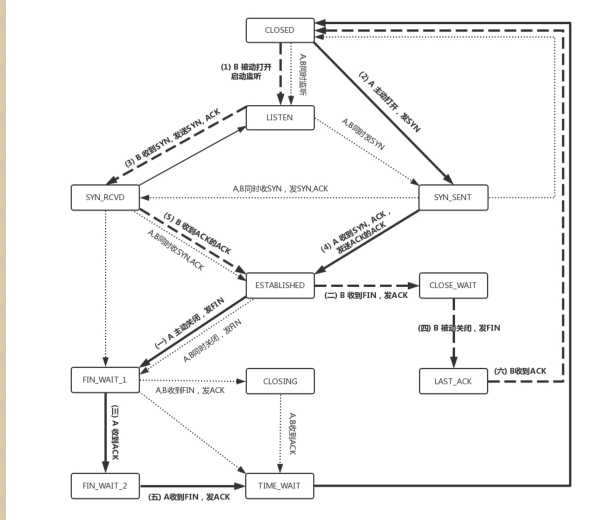 CLOSED
(1) B 被动打开
启动监听
A,B同时监听
(2) A 主动打开，发SYN
LISTEN
(3) B 收到SYN, 发送SYN, ACK
A,B同时发SYN
SYN_RCVD
A,B同时收SYN，发SYN,ACK
SYN_SENT
(5) B 收到ACK的ACK
A,B同时收SYN,ACK
(4) A 收到SYN, ACK，
发送ACK的ACK
ESTABLISHED
(二) B 收到FIN，发ACK
CLOSE_WAIT
(一) A 主动关闭，发FIN
A,B同时关闭，发FIN
(四) B 被动关闭，发FIN
FIN_WAIT_1
A,B收到FIN，发ACK
CLOSING
LAST_ACK
(六) B收到ACK
(三) A 收到ACK
A,B收到ACK
FIN_WAIT_2
(五) A收到FIN，发ACK
TIME_WAIT